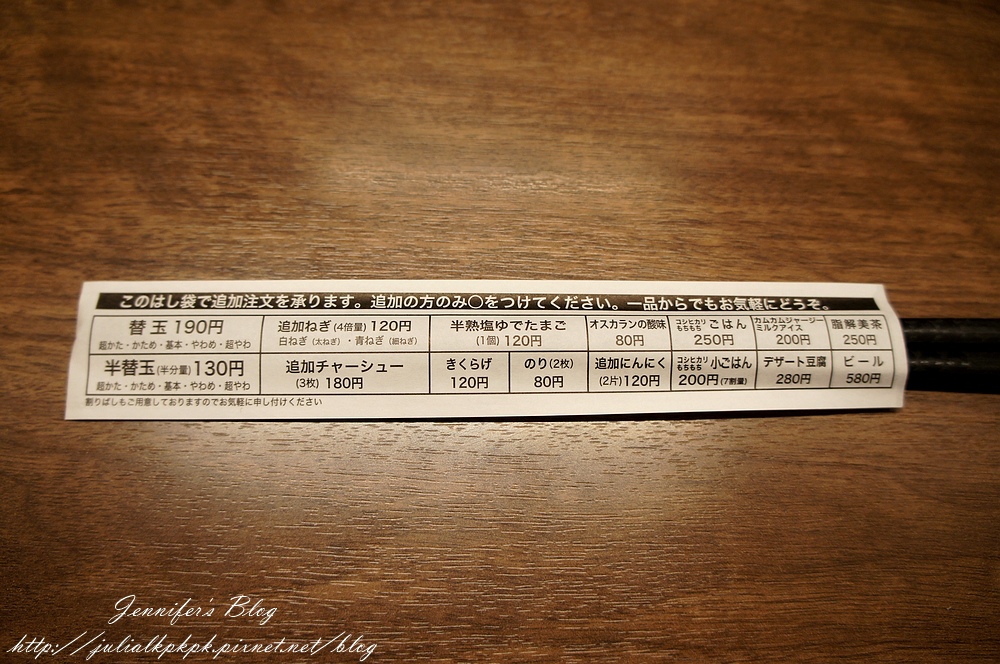 このはし袋で追加注文を承ります。追加の方のみ〇をつけてください。一品からでもお気軽にどうぞ。
替玉 190円
超かた・かため・基本・やわめ・超やわ
追加ねぎ(4倍量) 120円
白ねぎ(太ねぎ)・青ねぎ(細ねぎ)
半熟塩ゆでたまご
(1個) 120円
オスカランの酸味
80円
コシヒカリ もちもち ごはん
250円
カムカムジャージー
ミルクアイス
200円
脂解美茶
250円
半替玉(半分量)130円
超かた・かため・基本・やわめ・超やわ
追加チャーシュー
(3枚) 180円
きくらげ
120円
のり(2枚)
80円
追加にんにく
(2片)120円
コシヒカリ もちもち 小ごはん
200円(7割量)
デザート豆腐
280円
ビール
580円
割りばしもご用意しておりますのでお気軽に申し付けください
Jennifer's Blog
http://julialkpkpk.pixnet.net/blog